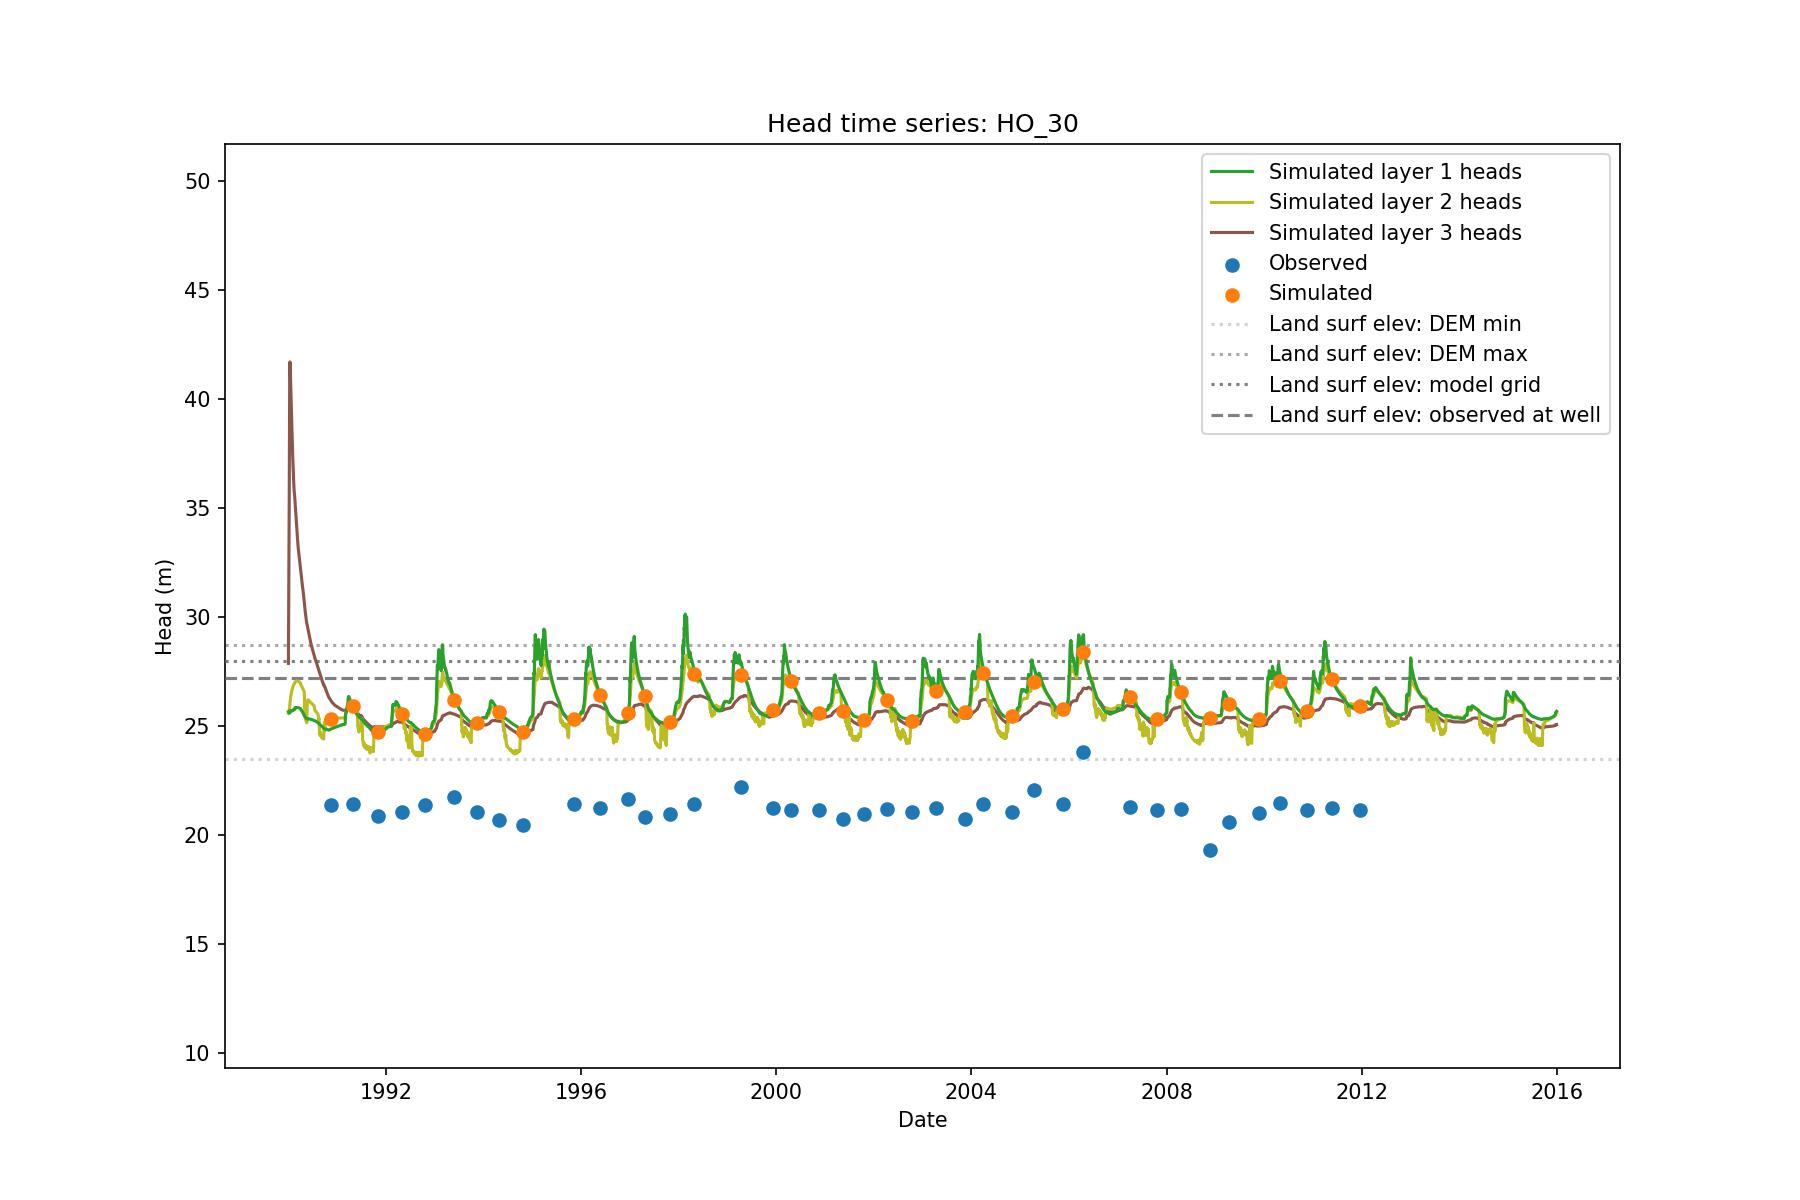 Head time series: HO_30
Simulated layer 1 heads
Simulated layer 2 heads
Simulated layer 3 heads
Observed
Simulated
Land surf elev: DEM min
Land surf elev: DEM max
Land surf elev: model grid
Land surf elev: observed at well
50
45
40
35
30
25
20
15
10
Head (m)
1992 1996 2000 2004 2008 2012 2016
Date